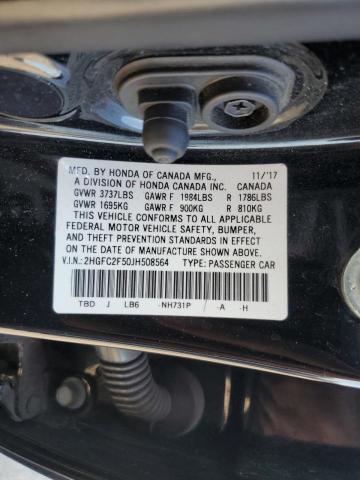 MFD. BY HONDA OF CANADA MFG., 11/'17
A DIVISION OF HONDA CANADA INC. CANADA
GVWR 3737LBS GAWR F 1984LBS R 1786LBS
GVWR 1695KG GAWR F 900KG R 810KG
THIS VEHICLE CONFORMS TO ALL APPLICABLE
FEDERAL MOTOR VEHICLE SAFETY, BUMPER,
AND THEFT PREVENTION STANDARDS IN EFFECT
ON THE DATE OF MANUFACTURE SHOWN ABOVE.
V.I.N.: 2HGFC2F50JH508564 TYPE: PASSENGER CAR
TBD J LB6 -NH731P -A -H